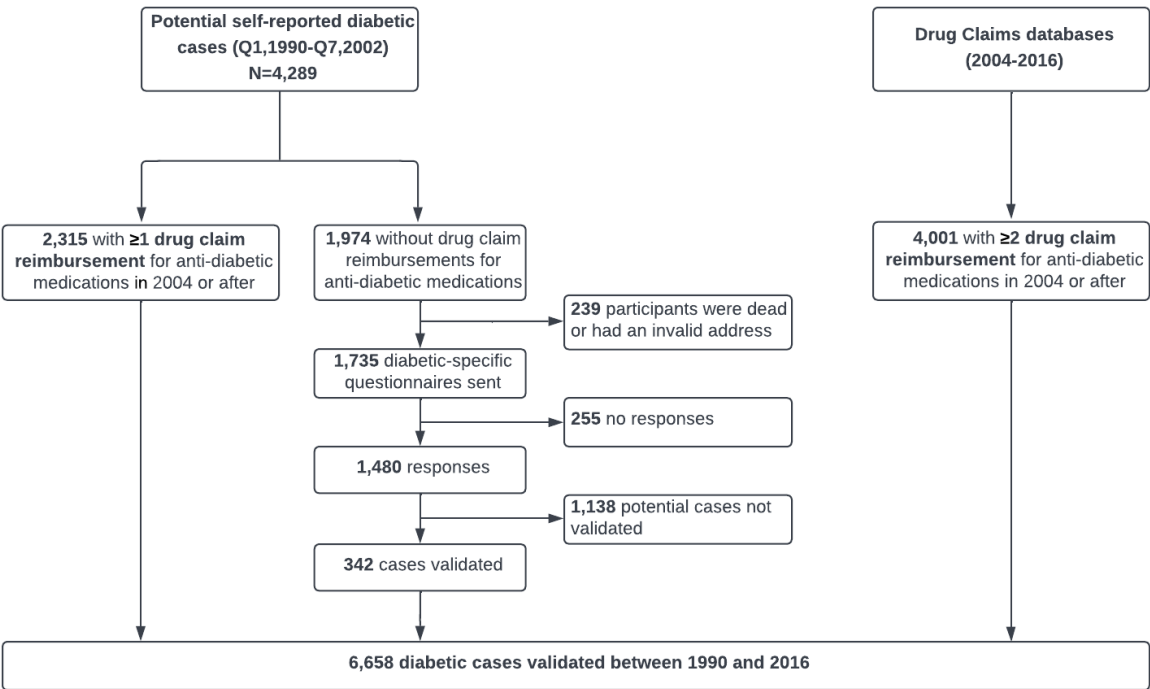 Potential self-reported diabetic
cases (Q1,1990-Q7,2002)
N=4,289
Drug Claims databases
(2004-2016)
2,315 with ≥1 drug claim
reimbursement for anti-diabetic
medications in 2004 or after
1,974 without drug claim
reimbursements for
anti-diabetic medications
4,001 with ≥2 drug claim
reimbursement for anti-diabetic
medications in 2004 or after
239 participants were dead
or had an invalid address
1,735 diabetic-specific
questionnaires sent
255 no responses
1,480 responses
1,138 potential cases not
validated
342 cases validated
6,658 diabetic cases validated between 1990 and 2016